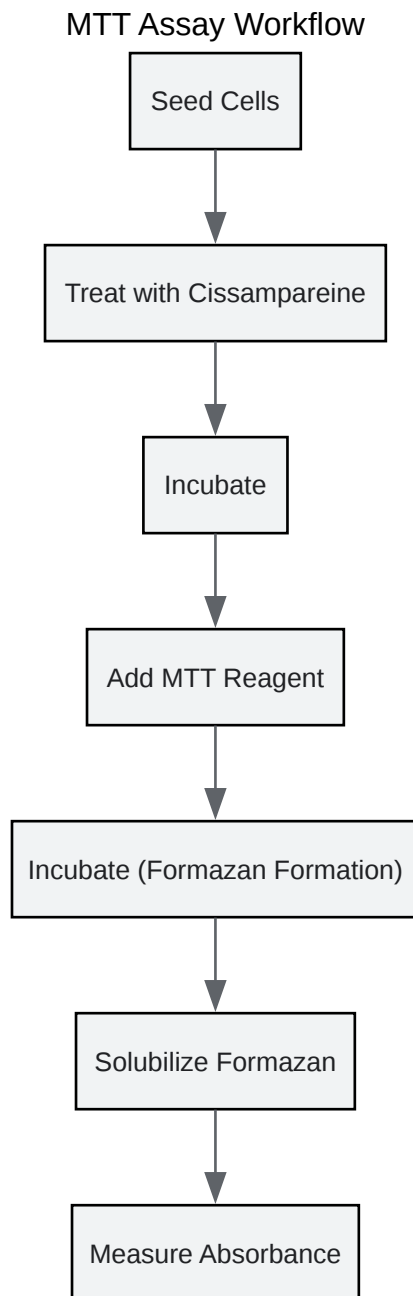 MTT Assay Workflow
Seed Cells
Treat with Cissampareine
Incubate
Add MTT Reagent
Incubate (Formazan Formation)
Solubilize Formazan
Measure Absorbance